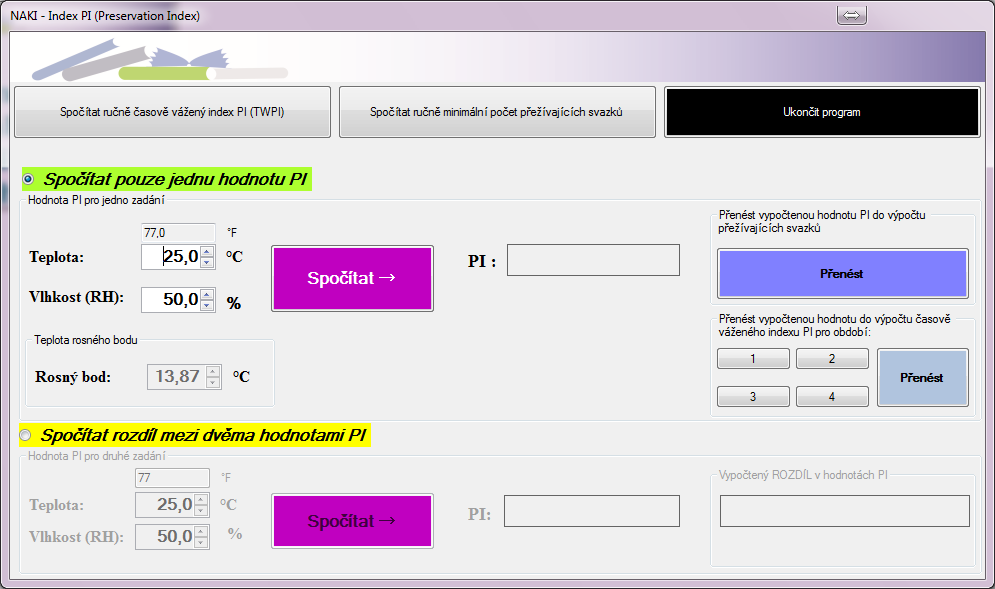 NAKI - Index PI (Preservation Index)
Spočítat ručně časově vážený index PI (TWPI)
Spočítat ručně minimální počet přežívajících svazků
Ukončit program
Spočítat pouze jednu hodnotu PI
Hodnota PI pro jedno zadání
77,0 °F
Teplota: 25,0 °C
Vlhkost (RH): 50,0 %
Spočítat →
PI :
Teplota rosného bodu
Rosný bod: 13,87 °C
Přenést vypočtenou hodnotu PI do výpočtu
přežívajících svazků
Přenést
Přenést vypočtenou hodnotu do výpočtu časově
váženého indexu PI pro období:
1 2
3 4
Přenést
Spočítat rozdíl mezi dvěma hodnotami PI
Hodnota PI pro druhé zadání
77 °F
Teplota: 25,0 °C
Vlhkost (RH): 50,0 %
Spočítat →
PI:
Vypočtený ROZDÍL v hodnotách PI